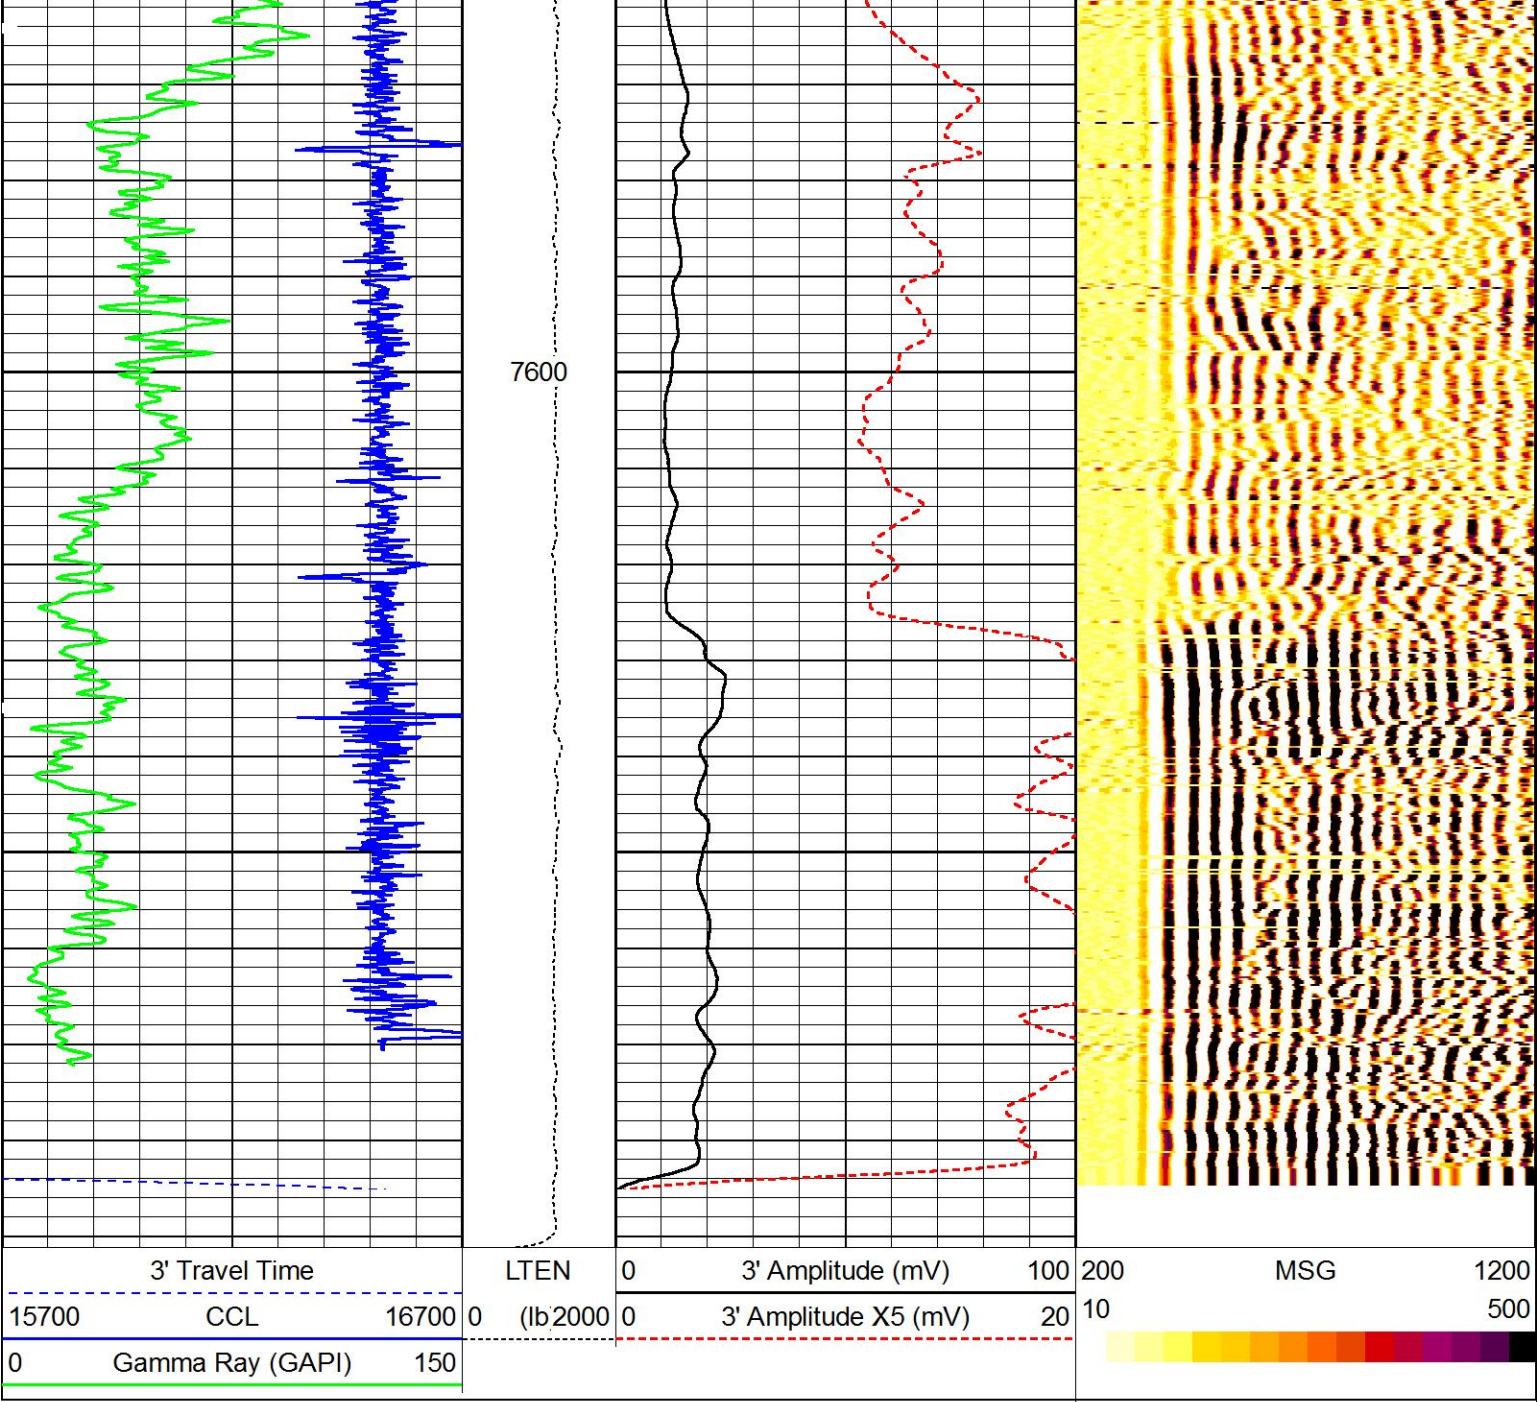 7600
3' Travel Time LTEN 0 3' Amplitude (mV) 100 200 MSG 1200
15700 CCL 16700 0 (lb 2000 0 3' Amplitude X5 (mV) 20 10 500
0 Gamma Ray (GAPI) 150